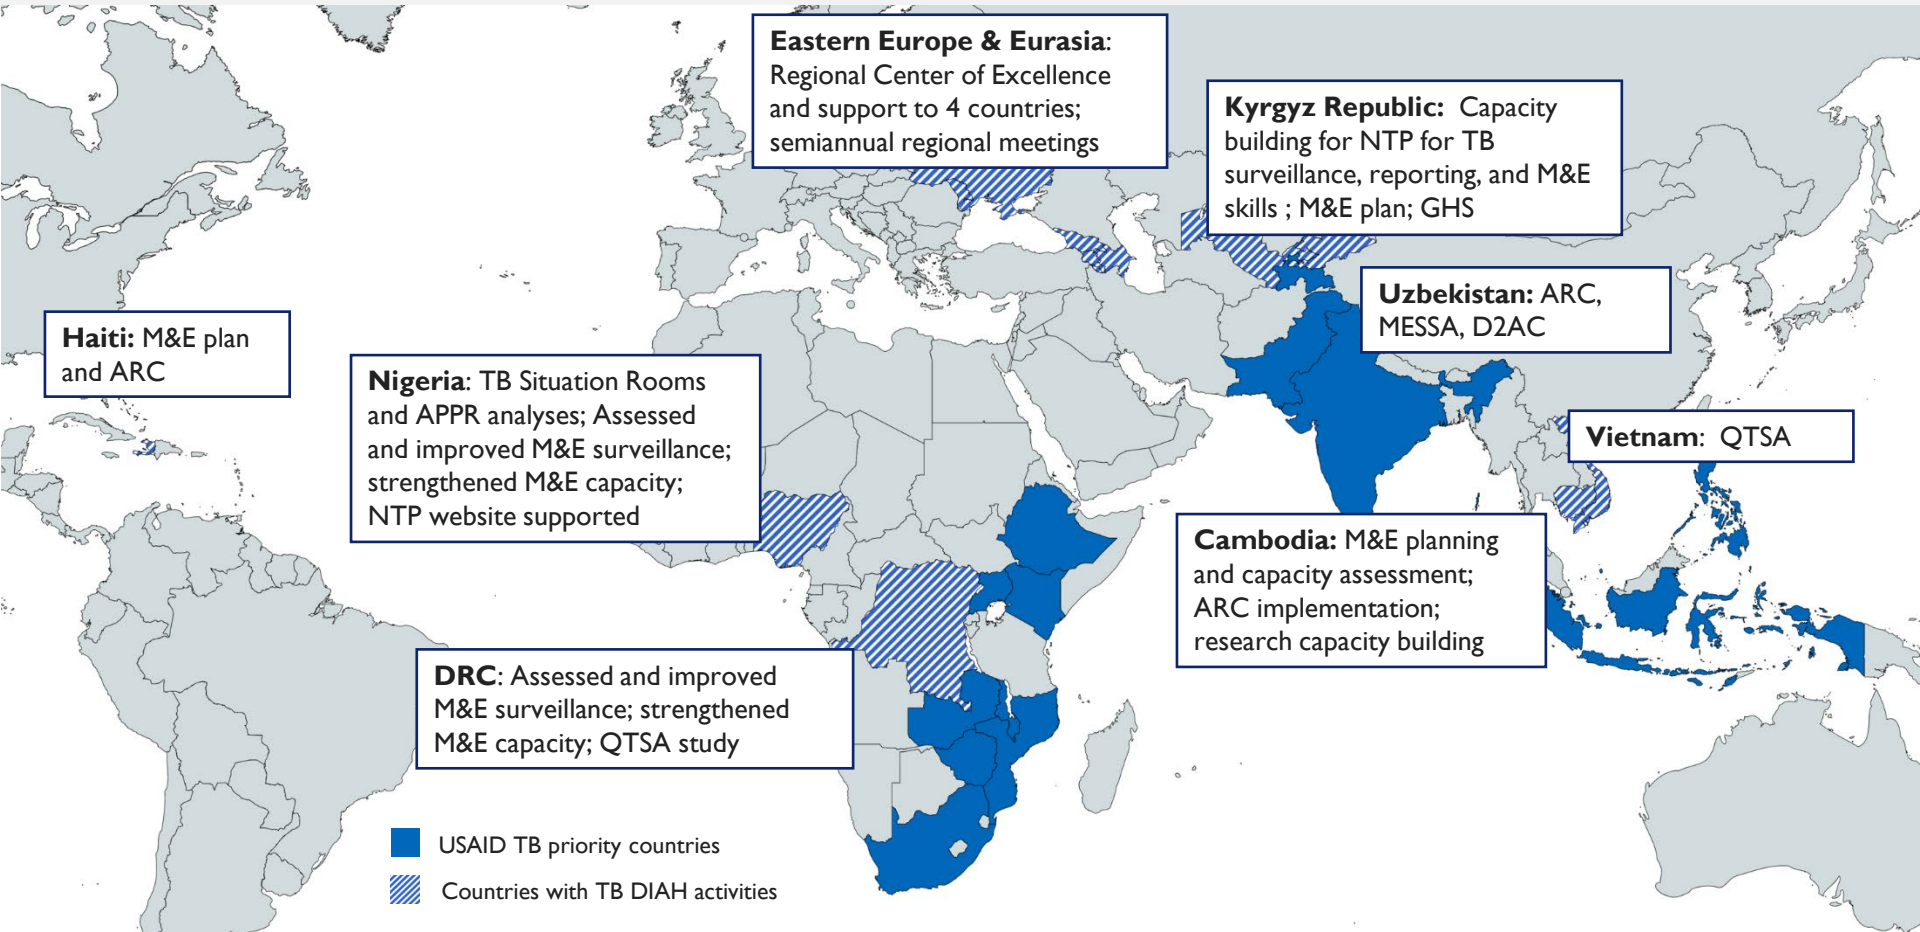 Eastern Europe & Eurasia:
Regional Center of Excellence
and support to 4 countries;
semiannual regional meetings
Kyrgyz Republic: Capacity
building for NTP for TB
surveillance, reporting, and M&E
skills ; M&E plan; GHS
Uzbekistan: ARC,
MESSA, D2AC
Haiti: M&E plan
and ARC
Nigeria: TB Situation Rooms
and APPR analyses; Assessed
and improved M&E surveillance;
strengthened M&E capacity;
NTP website supported
Vietnam: QTSA
Cambodia: M&E planning
and capacity assessment;
ARC implementation;
research capacity building
DRC: Assessed and improved
M&E surveillance; strengthened
M&E capacity; QTSA study
USAID TB priority countries
Countries with TB DIAH activities